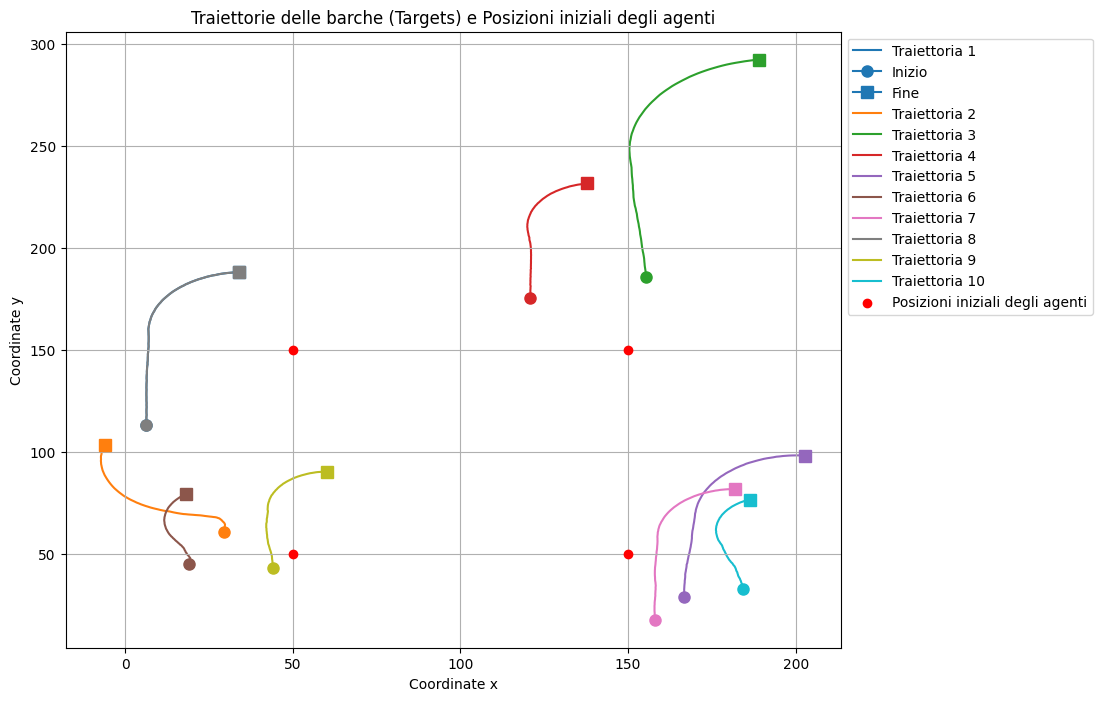 Traiettorie delle barche (Targets) e Posizioni iniziali degli agenti
300
250
200
150
100
50
Coordinate y
0
50
100
150
200
Coordinate x
Traiettoria 1
Inizio
Fine
Traiettoria 2
Traiettoria 3
Traiettoria 4
Traiettoria 5
Traiettoria 6
Traiettoria 7
Traiettoria 8
Traiettoria 9
Traiettoria 10
Posizioni iniziali degli agenti